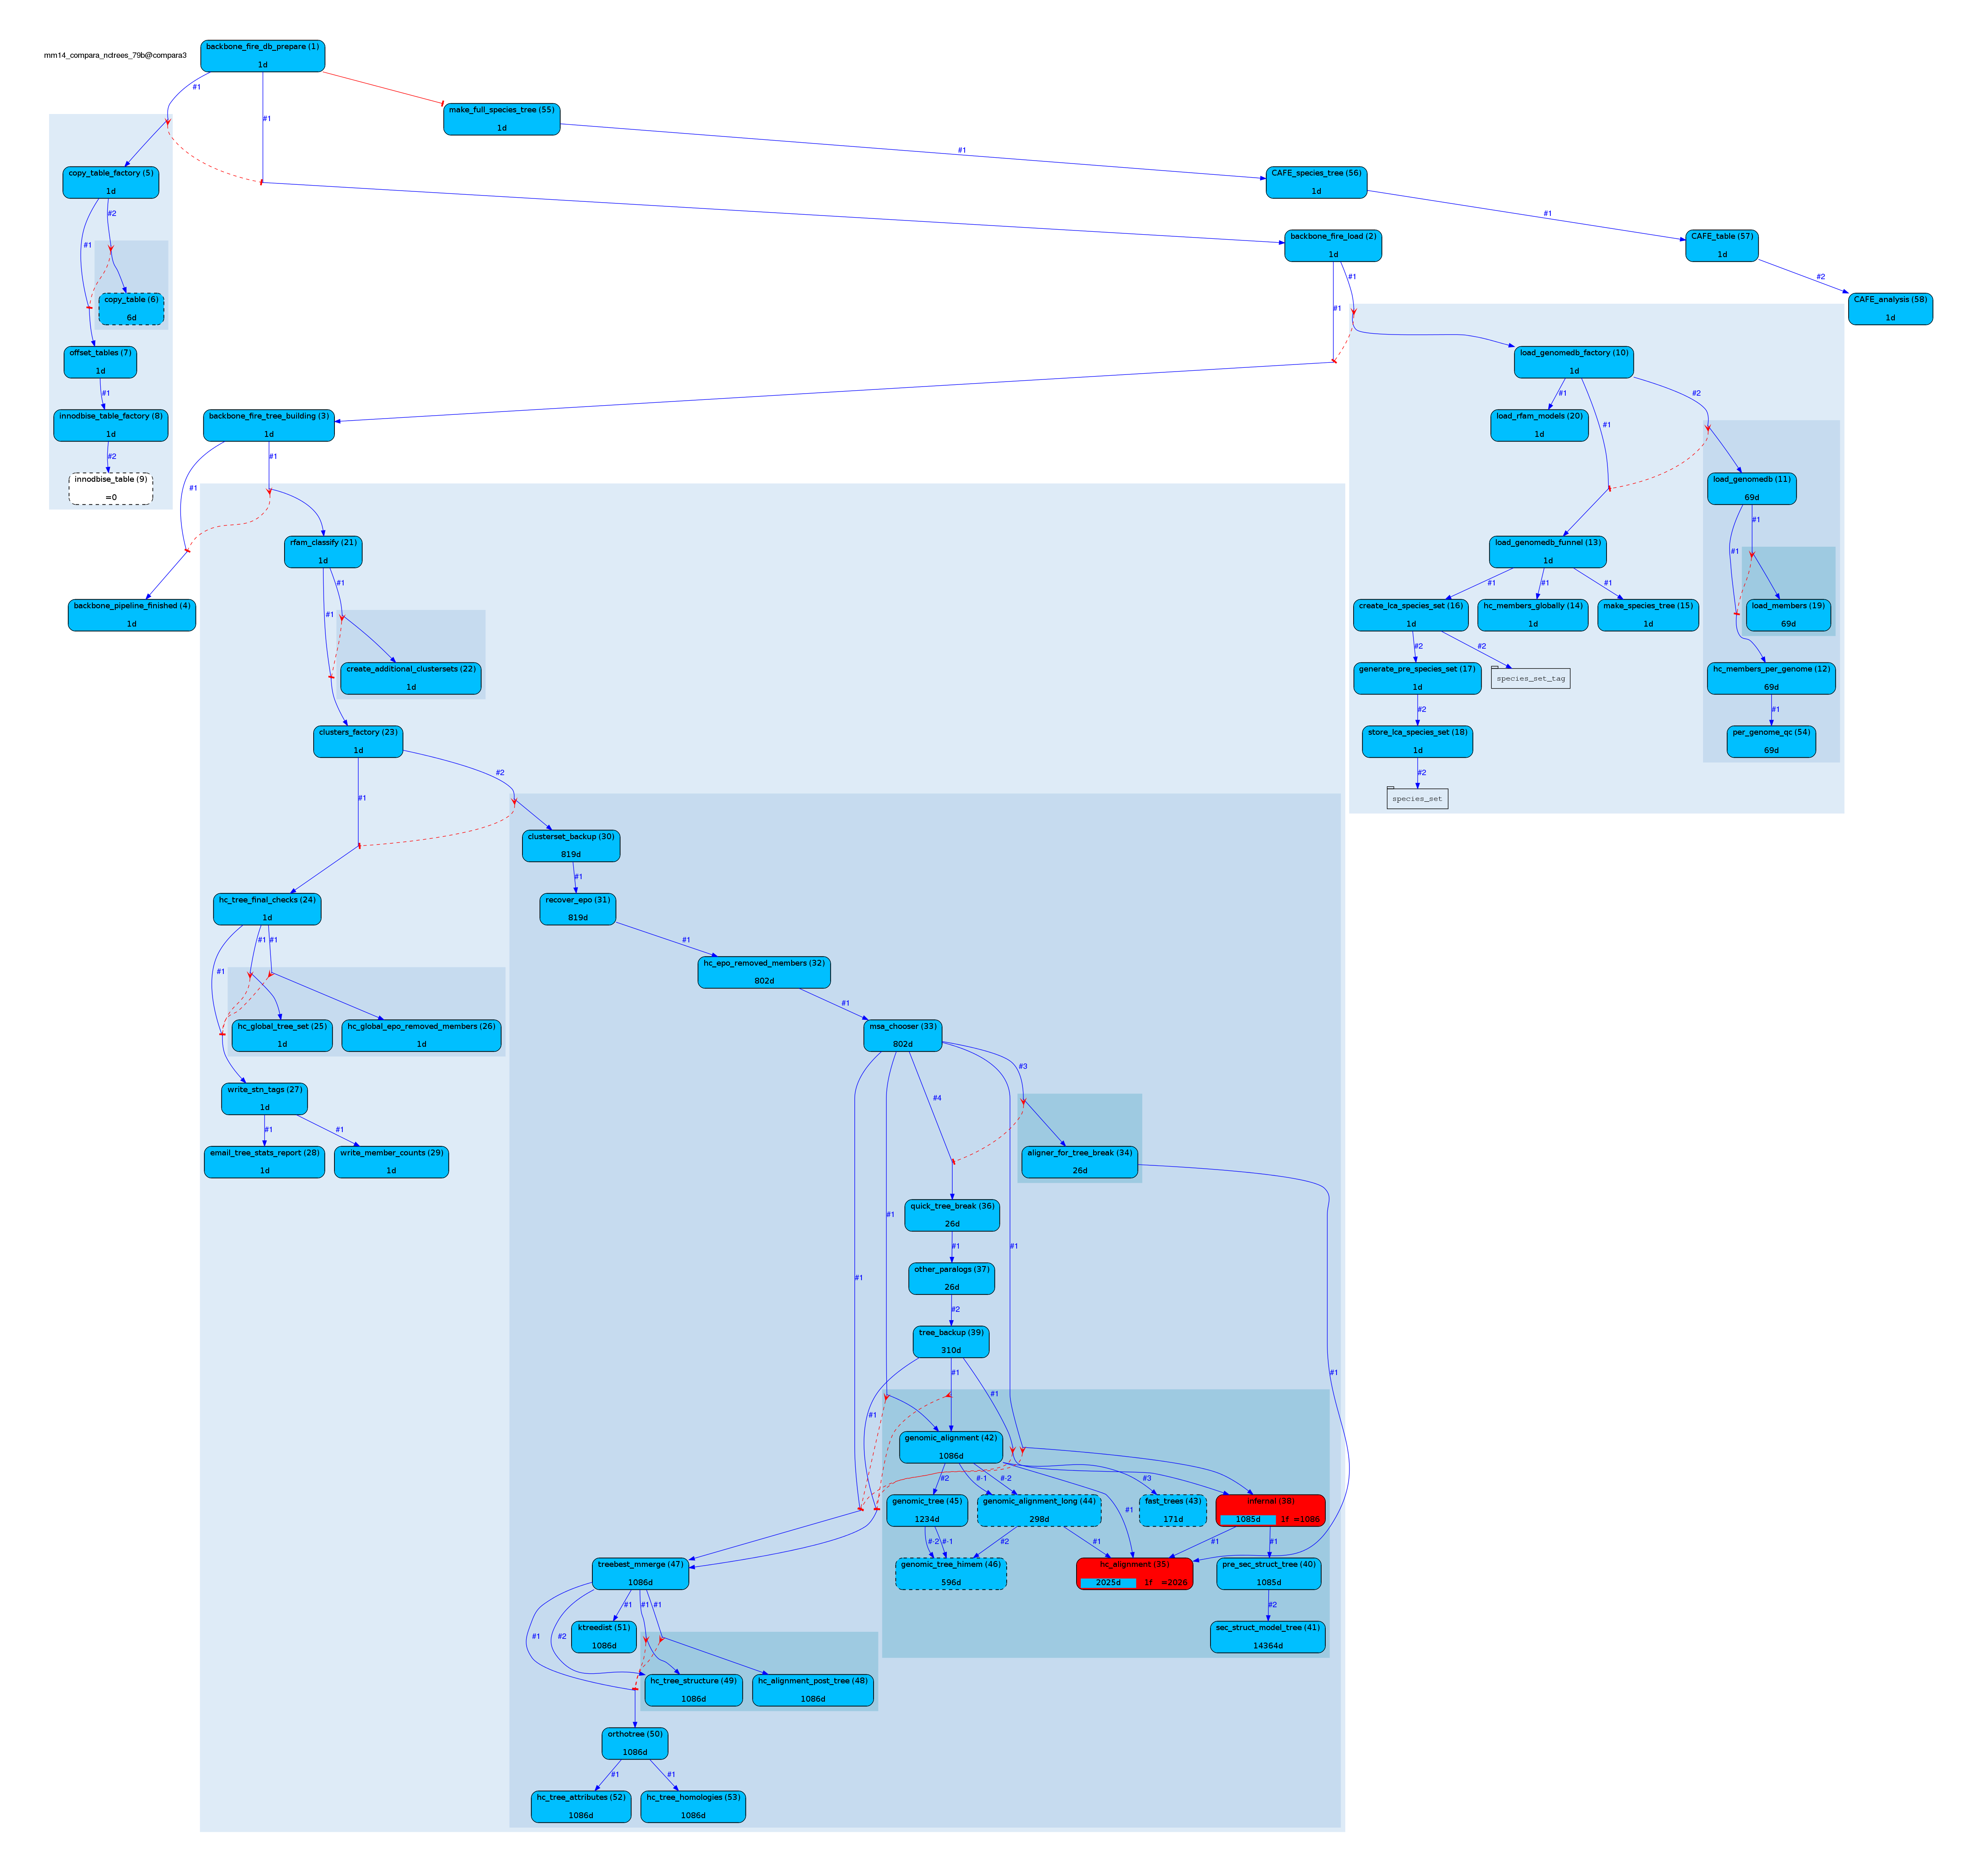 backbone_fire_db_prepare (1)
1d
mm14_compara_nctrees_79b@compara3
#1
#1
make_full_species_tree (55)
1d
#1
copy_table_factory (5)
1d
CAFE_species_tree (56)
1d
#2
#1
#1
backbone_fire_load (2)
1d
CAFE_table (57)
1d
#1
#1
#2
copy_table (6)
6d
CAFE_analysis (58)
1d
offset_tables (7)
1d
load_genomedb_factory (10)
1d
#1
#1
#1
#2
innodbise_table_factory (8)
1d
backbone_fire_tree_building (3)
1d
load_rfam_models (20)
1d
#2
#1
#1
innodbise_table (9)
=0
load_genomedb (11)
69d
#1
#1
rfam_classify (21)
1d
load_genomedb_funnel (13)
1d
#1
#1
#1
#1
#1
backbone_pipeline_finished (4)
1d
create_lca_species_set (16)
1d
hc_members_globally (14)
1d
make_species_tree (15)
1d
load_members (19)
69d
#2
#2
create_additional_clustersets (22)
1d
generate_pre_species_set (17)
1d
species_set_tag
hc_members_per_genome (12)
69d
#2
#1
clusters_factory (23)
1d
store_lca_species_set (18)
1d
per_genome_qc (54)
69d
#2
#2
#1
species_set
clusterset_backup (30)
819d
#1
hc_tree_final_checks (24)
1d
recover_epo (31)
819d
#1
#1
#1
#1
hc_epo_removed_members (32)
802d
#1
hc_global_tree_set (25)
1d
hc_global_epo_removed_members (26)
1d
msa_chooser (33)
802d
#3
write_stn_tags (27)
1d
#4
#1
#1
email_tree_stats_report (28)
1d
write_member_counts (29)
1d
aligner_for_tree_break (34)
26d
quick_tree_break (36)
26d
#1
#1
#1
#1
other_paralogs (37)
26d
#2
tree_backup (39)
310d
#1
#1
#1
#1
genomic_alignment (42)
1086d
#2
#-1
#-2
#3
#1
genomic_tree (45)
1234d
genomic_alignment_long (44)
298d
fast_trees (43)
171d
infernal (38)
1085d 1f =1086
#-2
#-1
#2
#1
#1
#1
treebest_mmerge (47)
1086d
genomic_tree_himem (46)
596d
hc_alignment (35)
2025d 1f =2026
pre_sec_struct_tree (40)
1085d
#1
#1
#1
#2
#1
#2
ktreedist (51)
1086d
sec_struct_model_tree (41)
14364d
hc_tree_structure (49)
1086d
hc_alignment_post_tree (48)
1086d
orthotree (50)
1086d
#1
#1
hc_tree_attributes (52)
1086d
hc_tree_homologies (53)
1086d